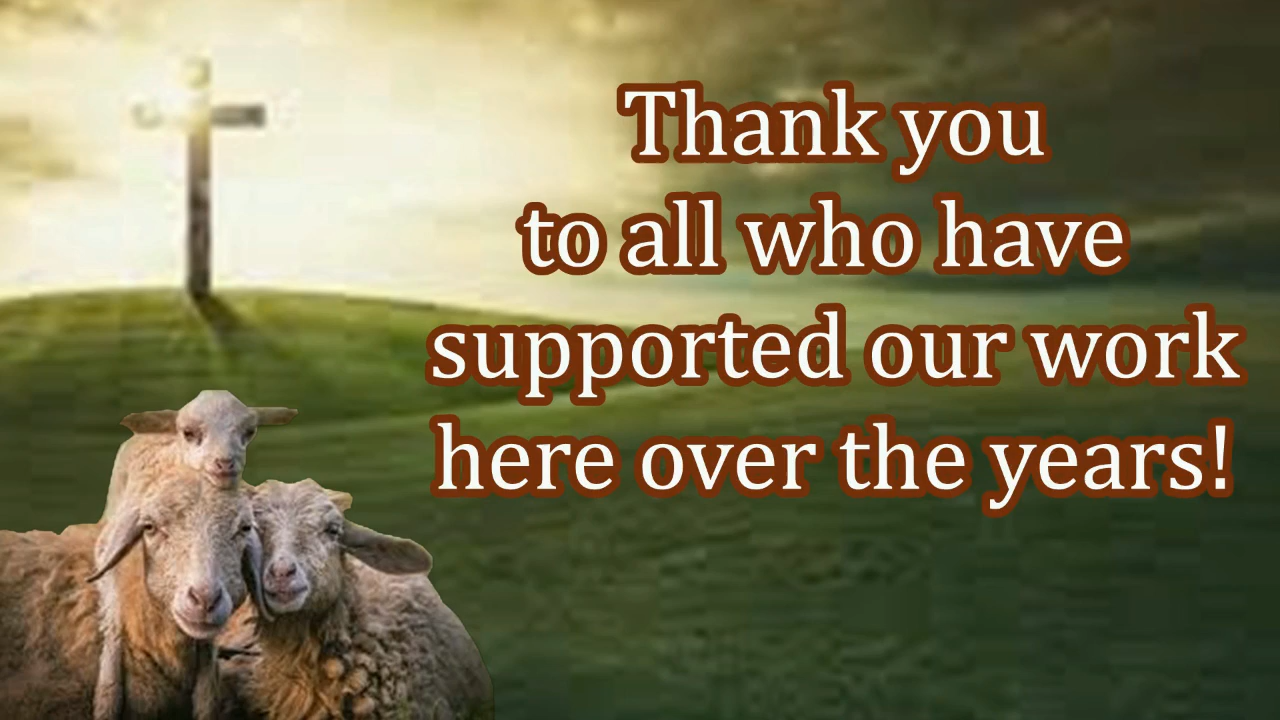 Thank you
to all who have
supported our work
here over the years!